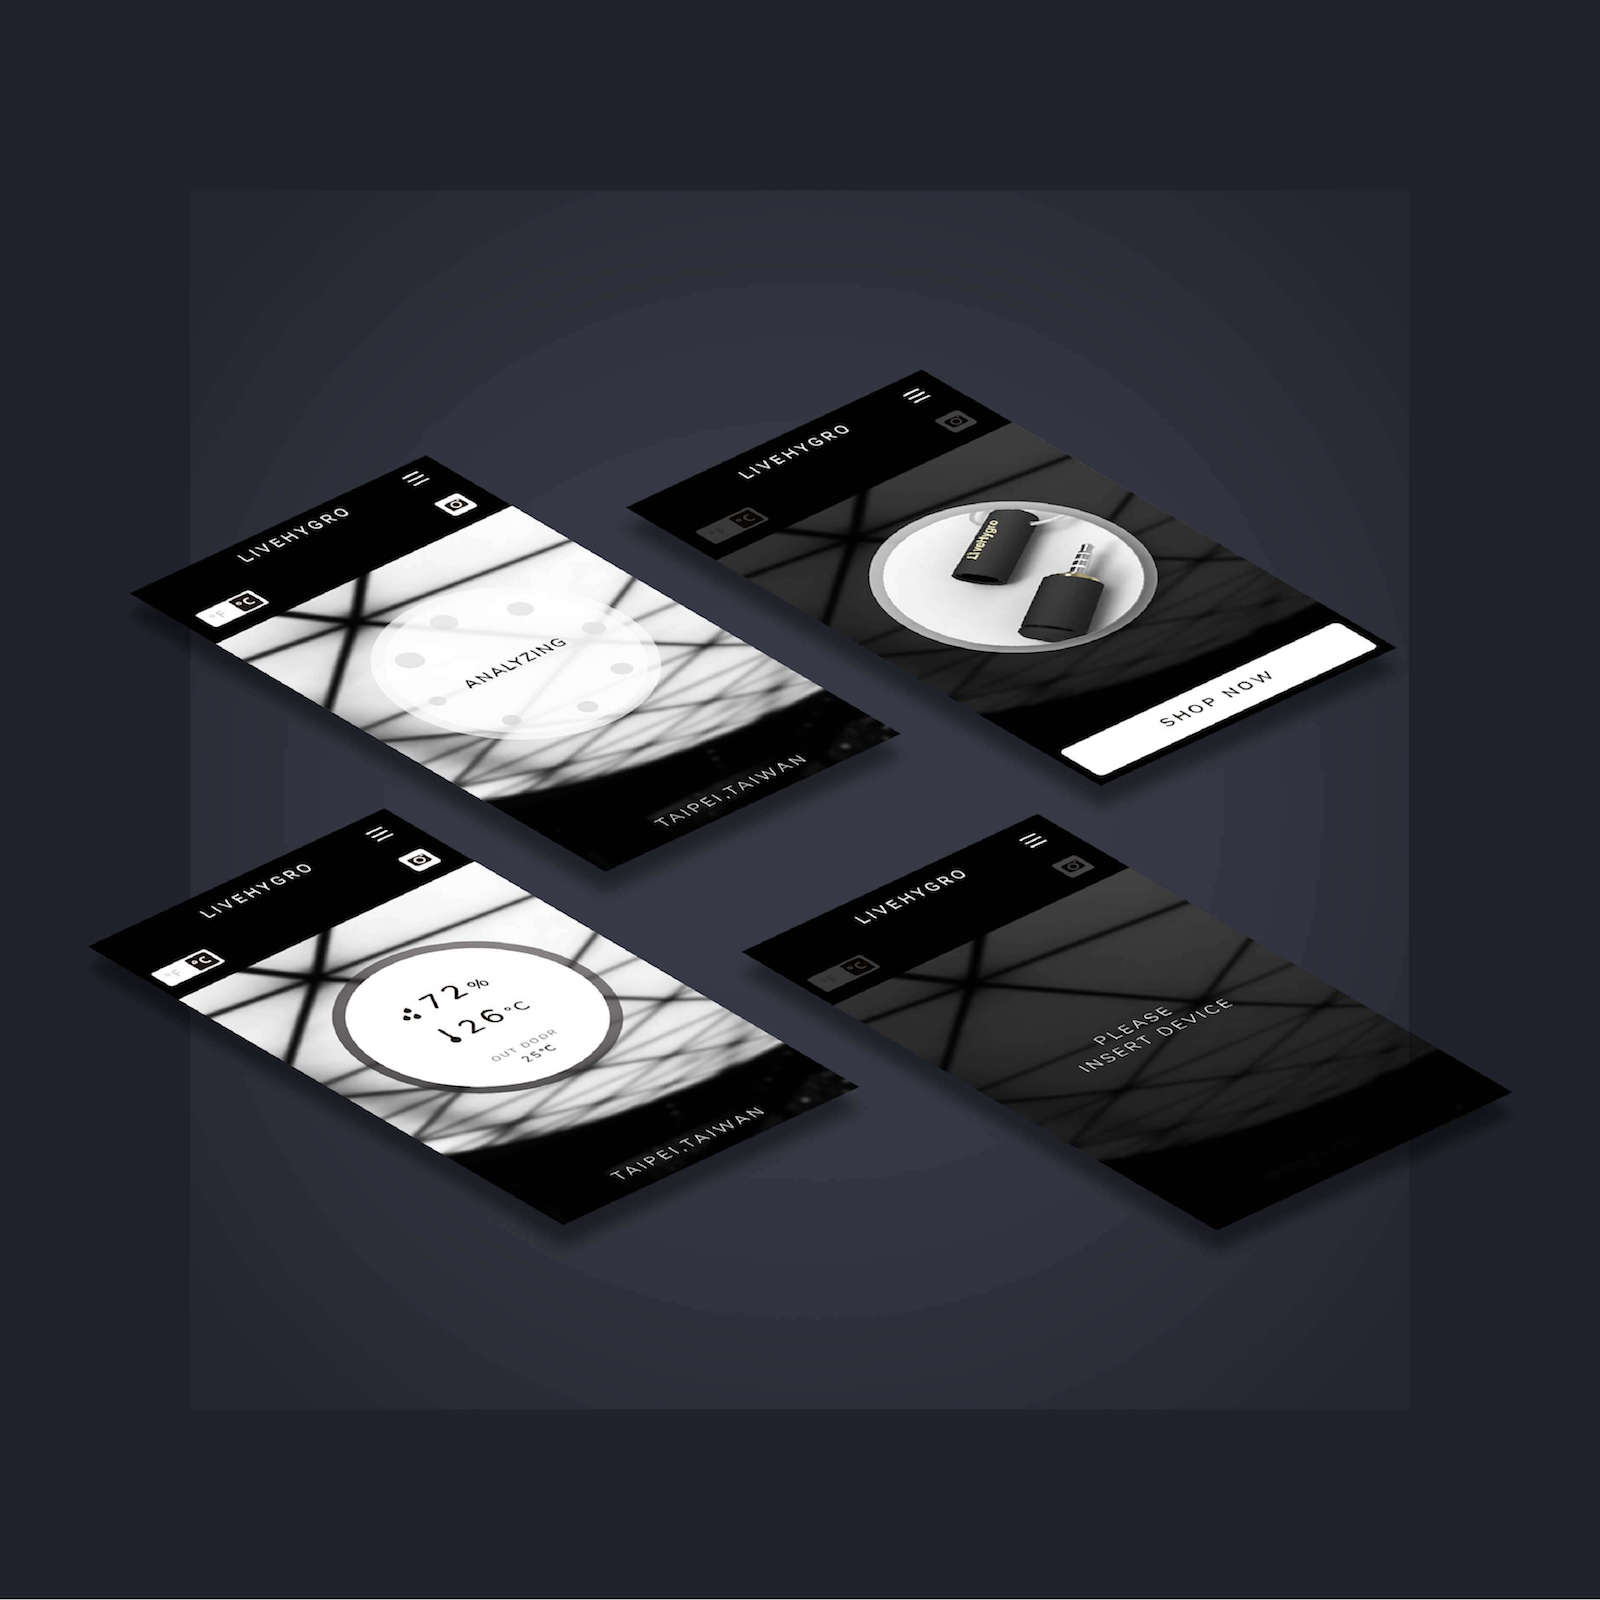 LIVEHYGRO
°F °C
ANALYZING
TAIPEI,TAIWAN
LIVEHYGRO
°F °C
LiveHygro
SHOP NOW
LIVEHYGRO
°F °C
72%
26°C
OUT DOOR
25°C
TAIPEI,TAIWAN
LIVEHYGRO
°F °C
PLEASE
INSERT DEVICE